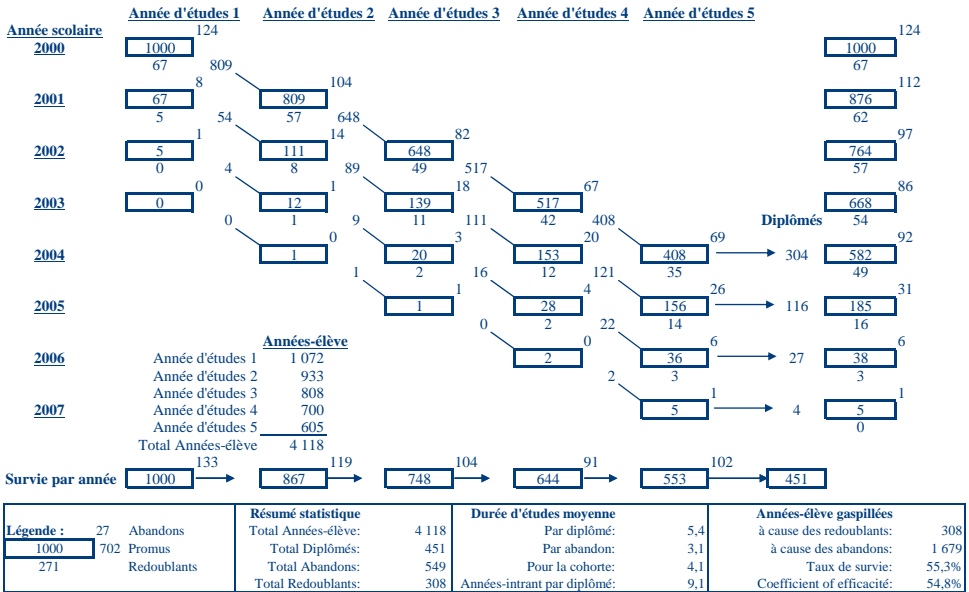 Année d'études 1 Année d'études 2 Année d'études 3 Année d'études 4 Année d'études 5
Année scolaire 124 124
2000 1000 1000
67 809 67
8 104 112
2001 67 809 876
5 54 57 648 62
1 14 82 97
2002 5 111 648 764
0 4 8 89 49 517 57
0 1 18 67 86
2003 0 12 139 517 668
0 1 9 11 111 42 408 Diplômés 54
0 3 20 69 92
2004 1 20 153 408 304 582
1 2 16 12 121 35 49
1 4 26 31
2005 1 28 156 116 185
0 2 22 14 16
Années-élève 0 6 6
2006 Année d'études 1 1 072 2 36 27 38
Année d'études 2 933 2 3 3
Année d'études 3 808 1 1
2007 Année d'études 4 700 5 4 5
Année d'études 5 605 0
Total Années-élève 4 118
133 119 104 91 102
Survie par année 1000 867 748 644 553 451
Résumé statistique Durée d'études moyenne Années-élève gaspillées
Légende : 27 Abandons Total Années-élève: 4 118 Par diplômé: 5,4 à cause des redoublants: 308
1000 702 Promus Total Diplômés: 451 Par abandon: 3,1 à cause des abandons: 1 679
271 Redoublants Total Abandons: 549 Pour la cohorte: 4,1 Taux de survie: 55,3%
Total Redoublants: 308 Années-intrant par diplômé: 9,1 Coefficient of efficacité: 54,8%